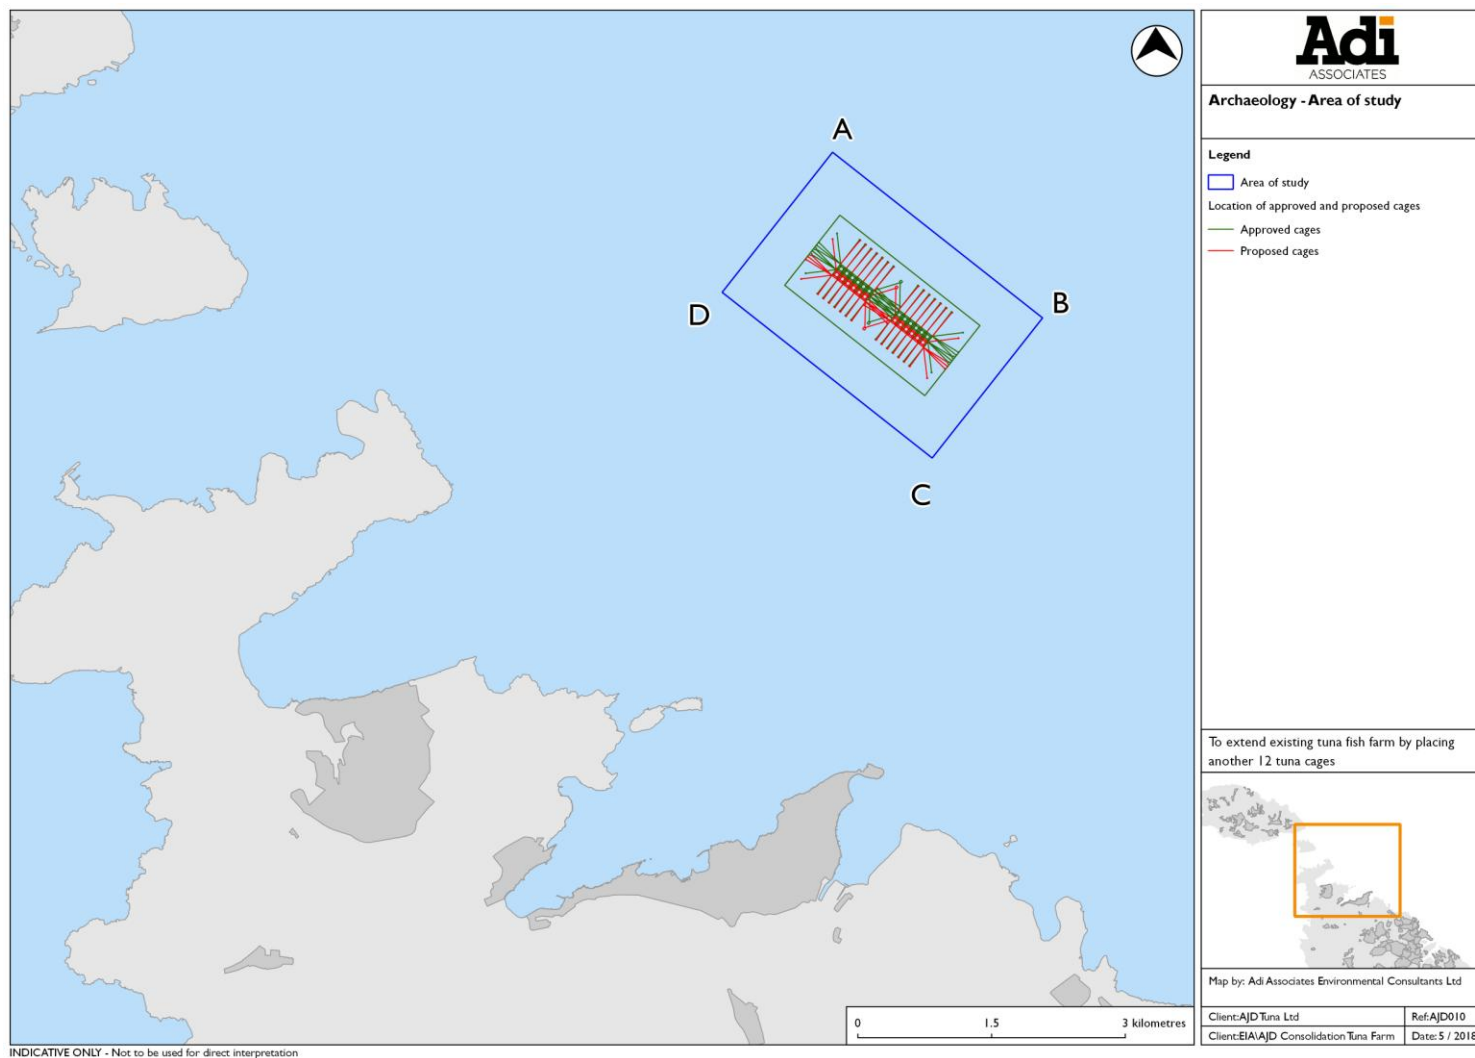 Adi
ASSOCIATES
Archaeology - Area of study
Legend
Area of study
Location of approved and proposed cages
Approved cages
Proposed cages
A
B
D
C
To extend existing tuna fish farm by placing
another 12 tuna cages
Map by: Adi Associates Environmental Consultants Ltd
Client:AJD Tuna Ltd
Ref:AJD010
Client:EIA\AJD Consolidation Tuna Farm
Date: 5 / 2018
0
1.5
3 kilometres
INDICATIVE ONLY - Not to be used for direct interpretation